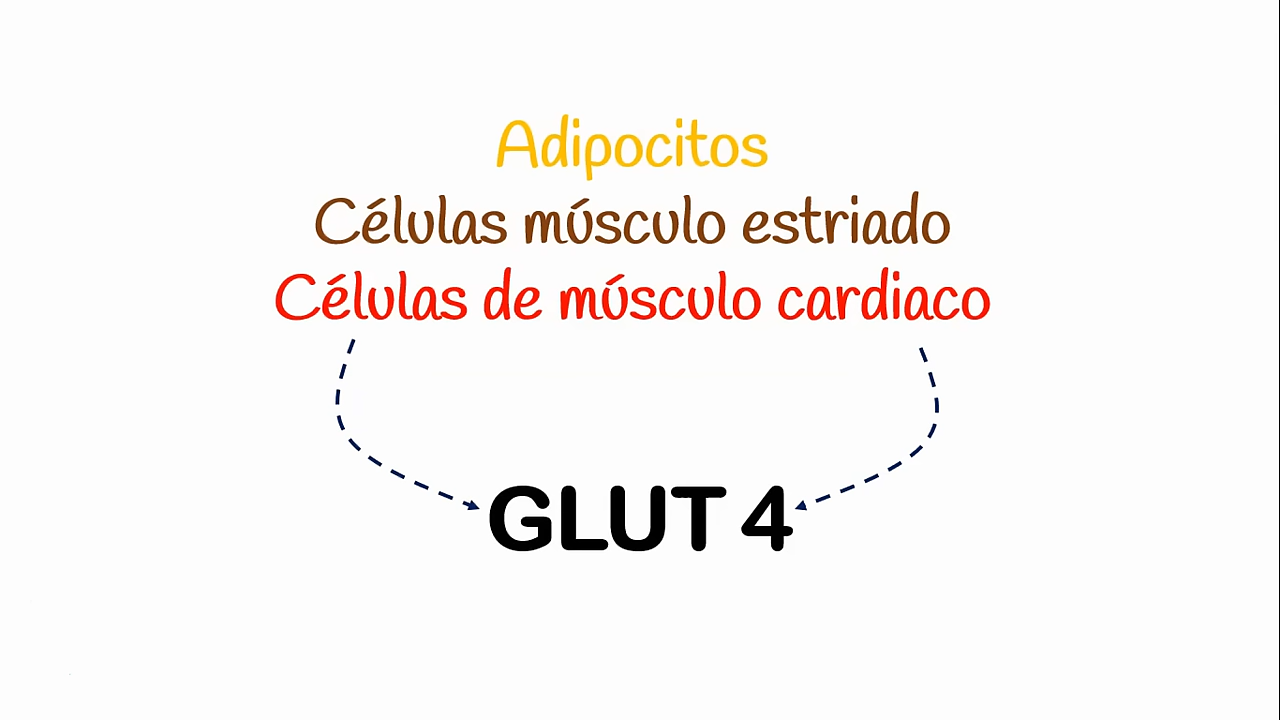 Adipocitos
Células músculo estriado
Células de músculo cardiaco
GLUT 4